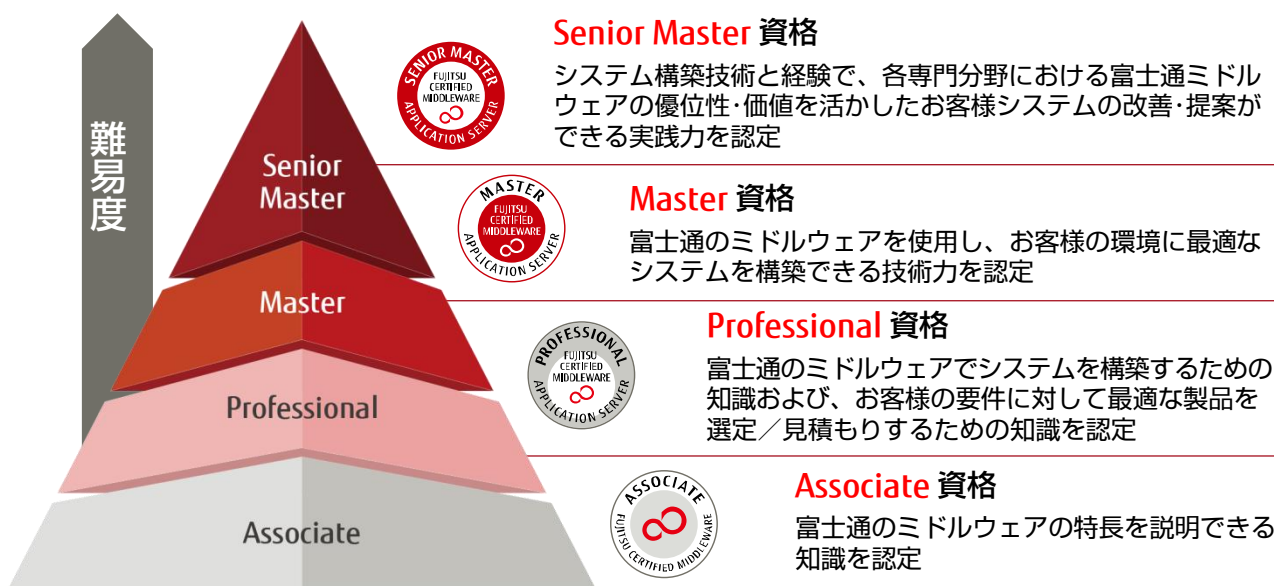 難易度
Senior
Master
Master
Professional
Associate
SENIOR MASTER
FUJITSU
CERTIFIED
MIDDLEWARE
APPLICATION SERVER
Senior Master 資格
システム構築技術と経験で、各専門分野における富士通ミドル
ウェアの優位性･価値を活かしたお客様システムの改善･提案が
できる実践力を認定
MASTER
FUJITSU
CERTIFIED
MIDDLEWARE
APPLICATION SERVER
Master 資格
富士通のミドルウェアを使用し、お客様の環境に最適な
システムを構築できる技術力を認定
PROFESSIONAL
FUJITSU
CERTIFIED
MIDDLEWARE
APPLICATION SERVER
Professional 資格
富士通のミドルウェアでシステムを構築するための
知識および、お客様の要件に対して最適な製品を
選定／見積もりするための知識を認定
ASSOCIATE
FUJITSU CERTIFIED MIDDLEWARE
Associate 資格
富士通のミドルウェアの特長を説明できる
知識を認定